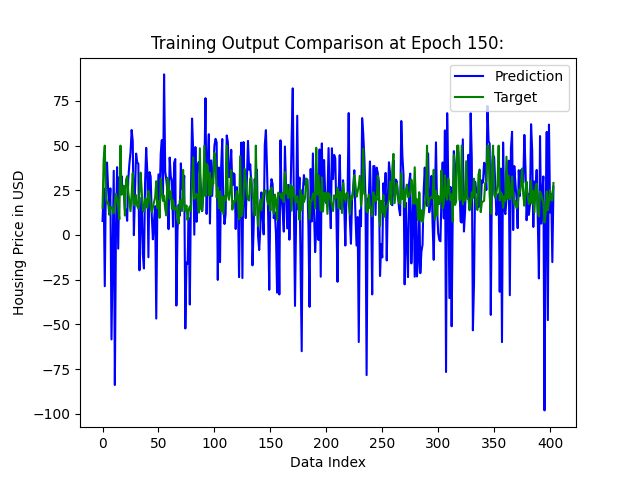 Training Output Comparison at Epoch 150:
Prediction
Target
Housing Price in USD
75
50
25
0
−25
−50
−75
−100
0 50 100 150 200 250 300 350 400
Data Index